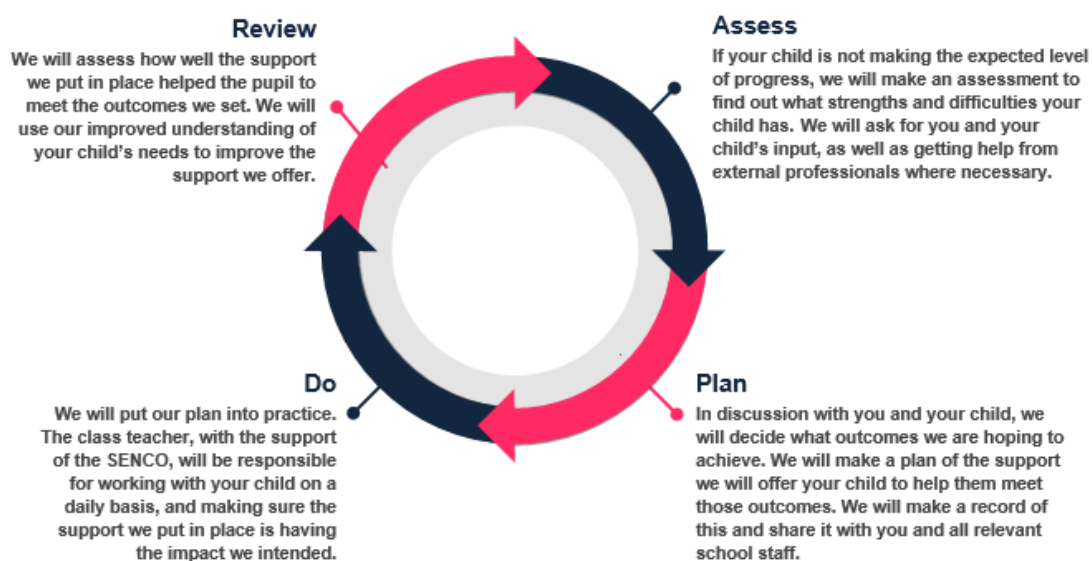 Review
We will assess how well the support
we put in place helped the pupil to
meet the outcomes we set. We will
use our improved understanding of
your child's needs to improve the
support we offer.
Assess
If your child is not making the expected level
of progress, we will make an assessment to
find out what strengths and difficulties your
child has. We will ask for you and your
child's input, as well as getting help from
external professionals where necessary.
Do
We will put our plan into practice.
The class teacher, with the support
of the SENCO, will be responsible
for working with your child on a
daily basis, and making sure the
support we put in place is having
the impact we intended.
Plan
In discussion with you and your child, we
will decide what outcomes we are hoping to
achieve. We will make a plan of the support
we will offer your child to help them meet
those outcomes. We will make a record of
this and share it with you and all relevant
school staff.